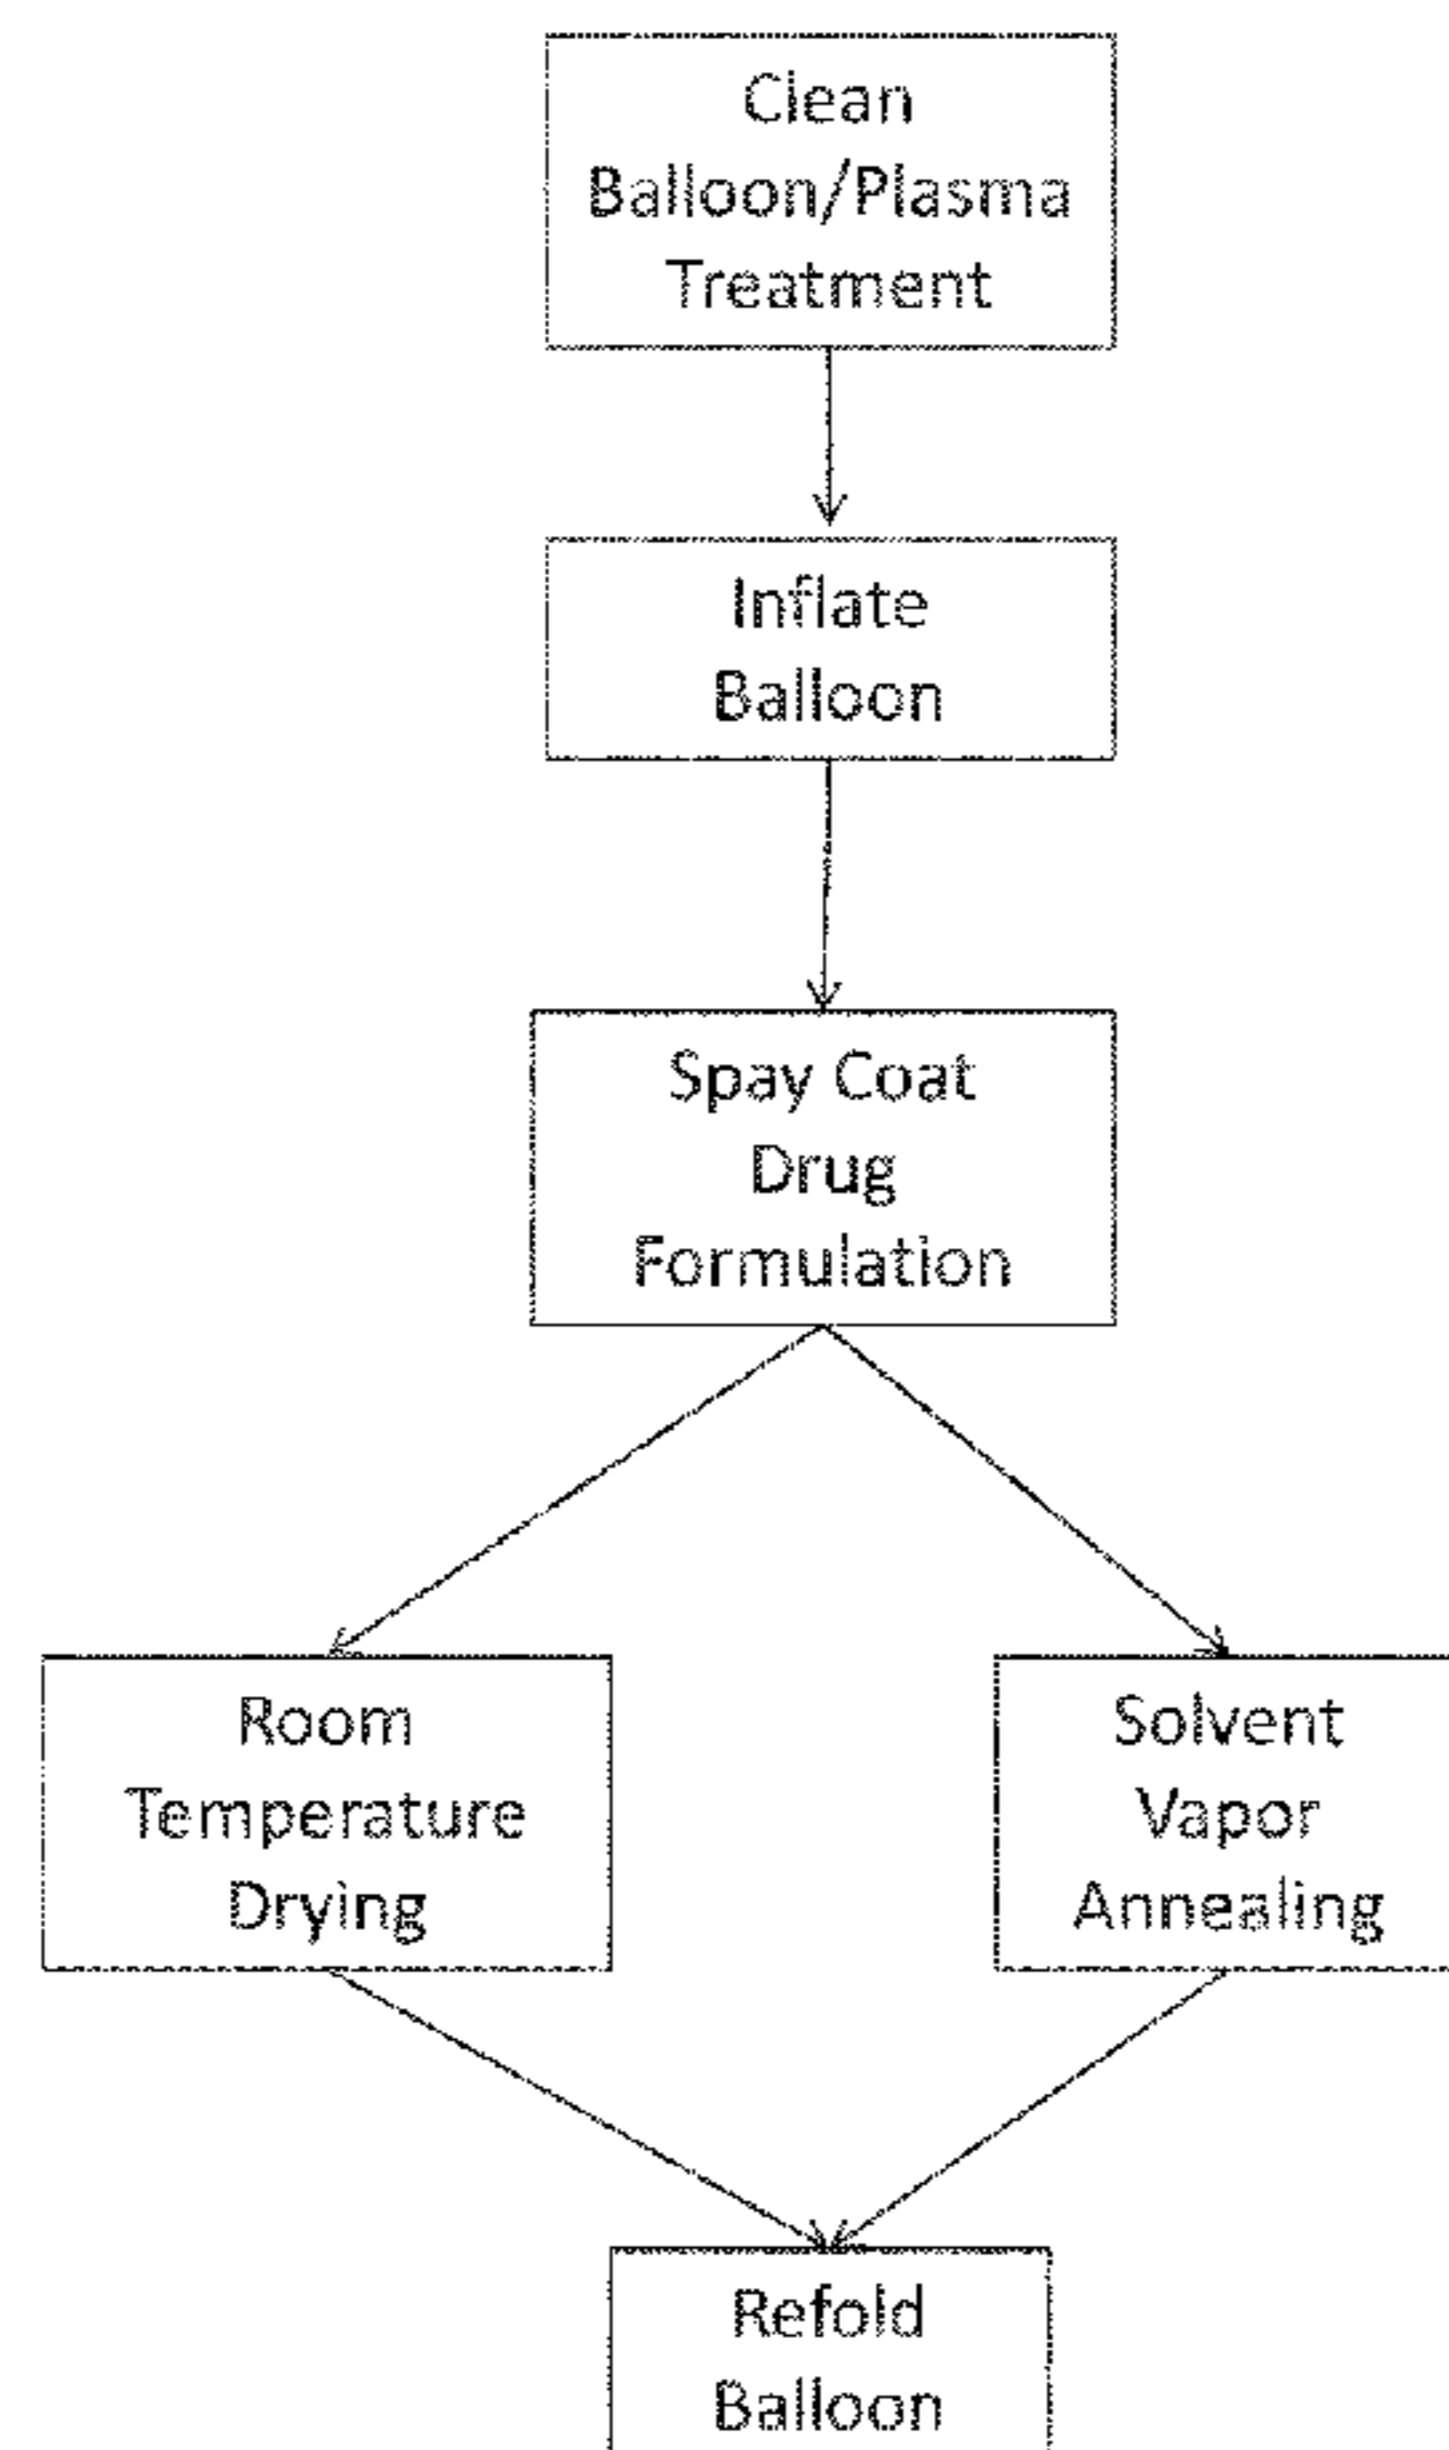 Clean
Balloon/Plasma
Treatment
Inflate
Balloon
Spay Coat
Drug
Formulation
Room
Temperature
Drying
Solvent
Vapor
Annealing
Refold
Balloon